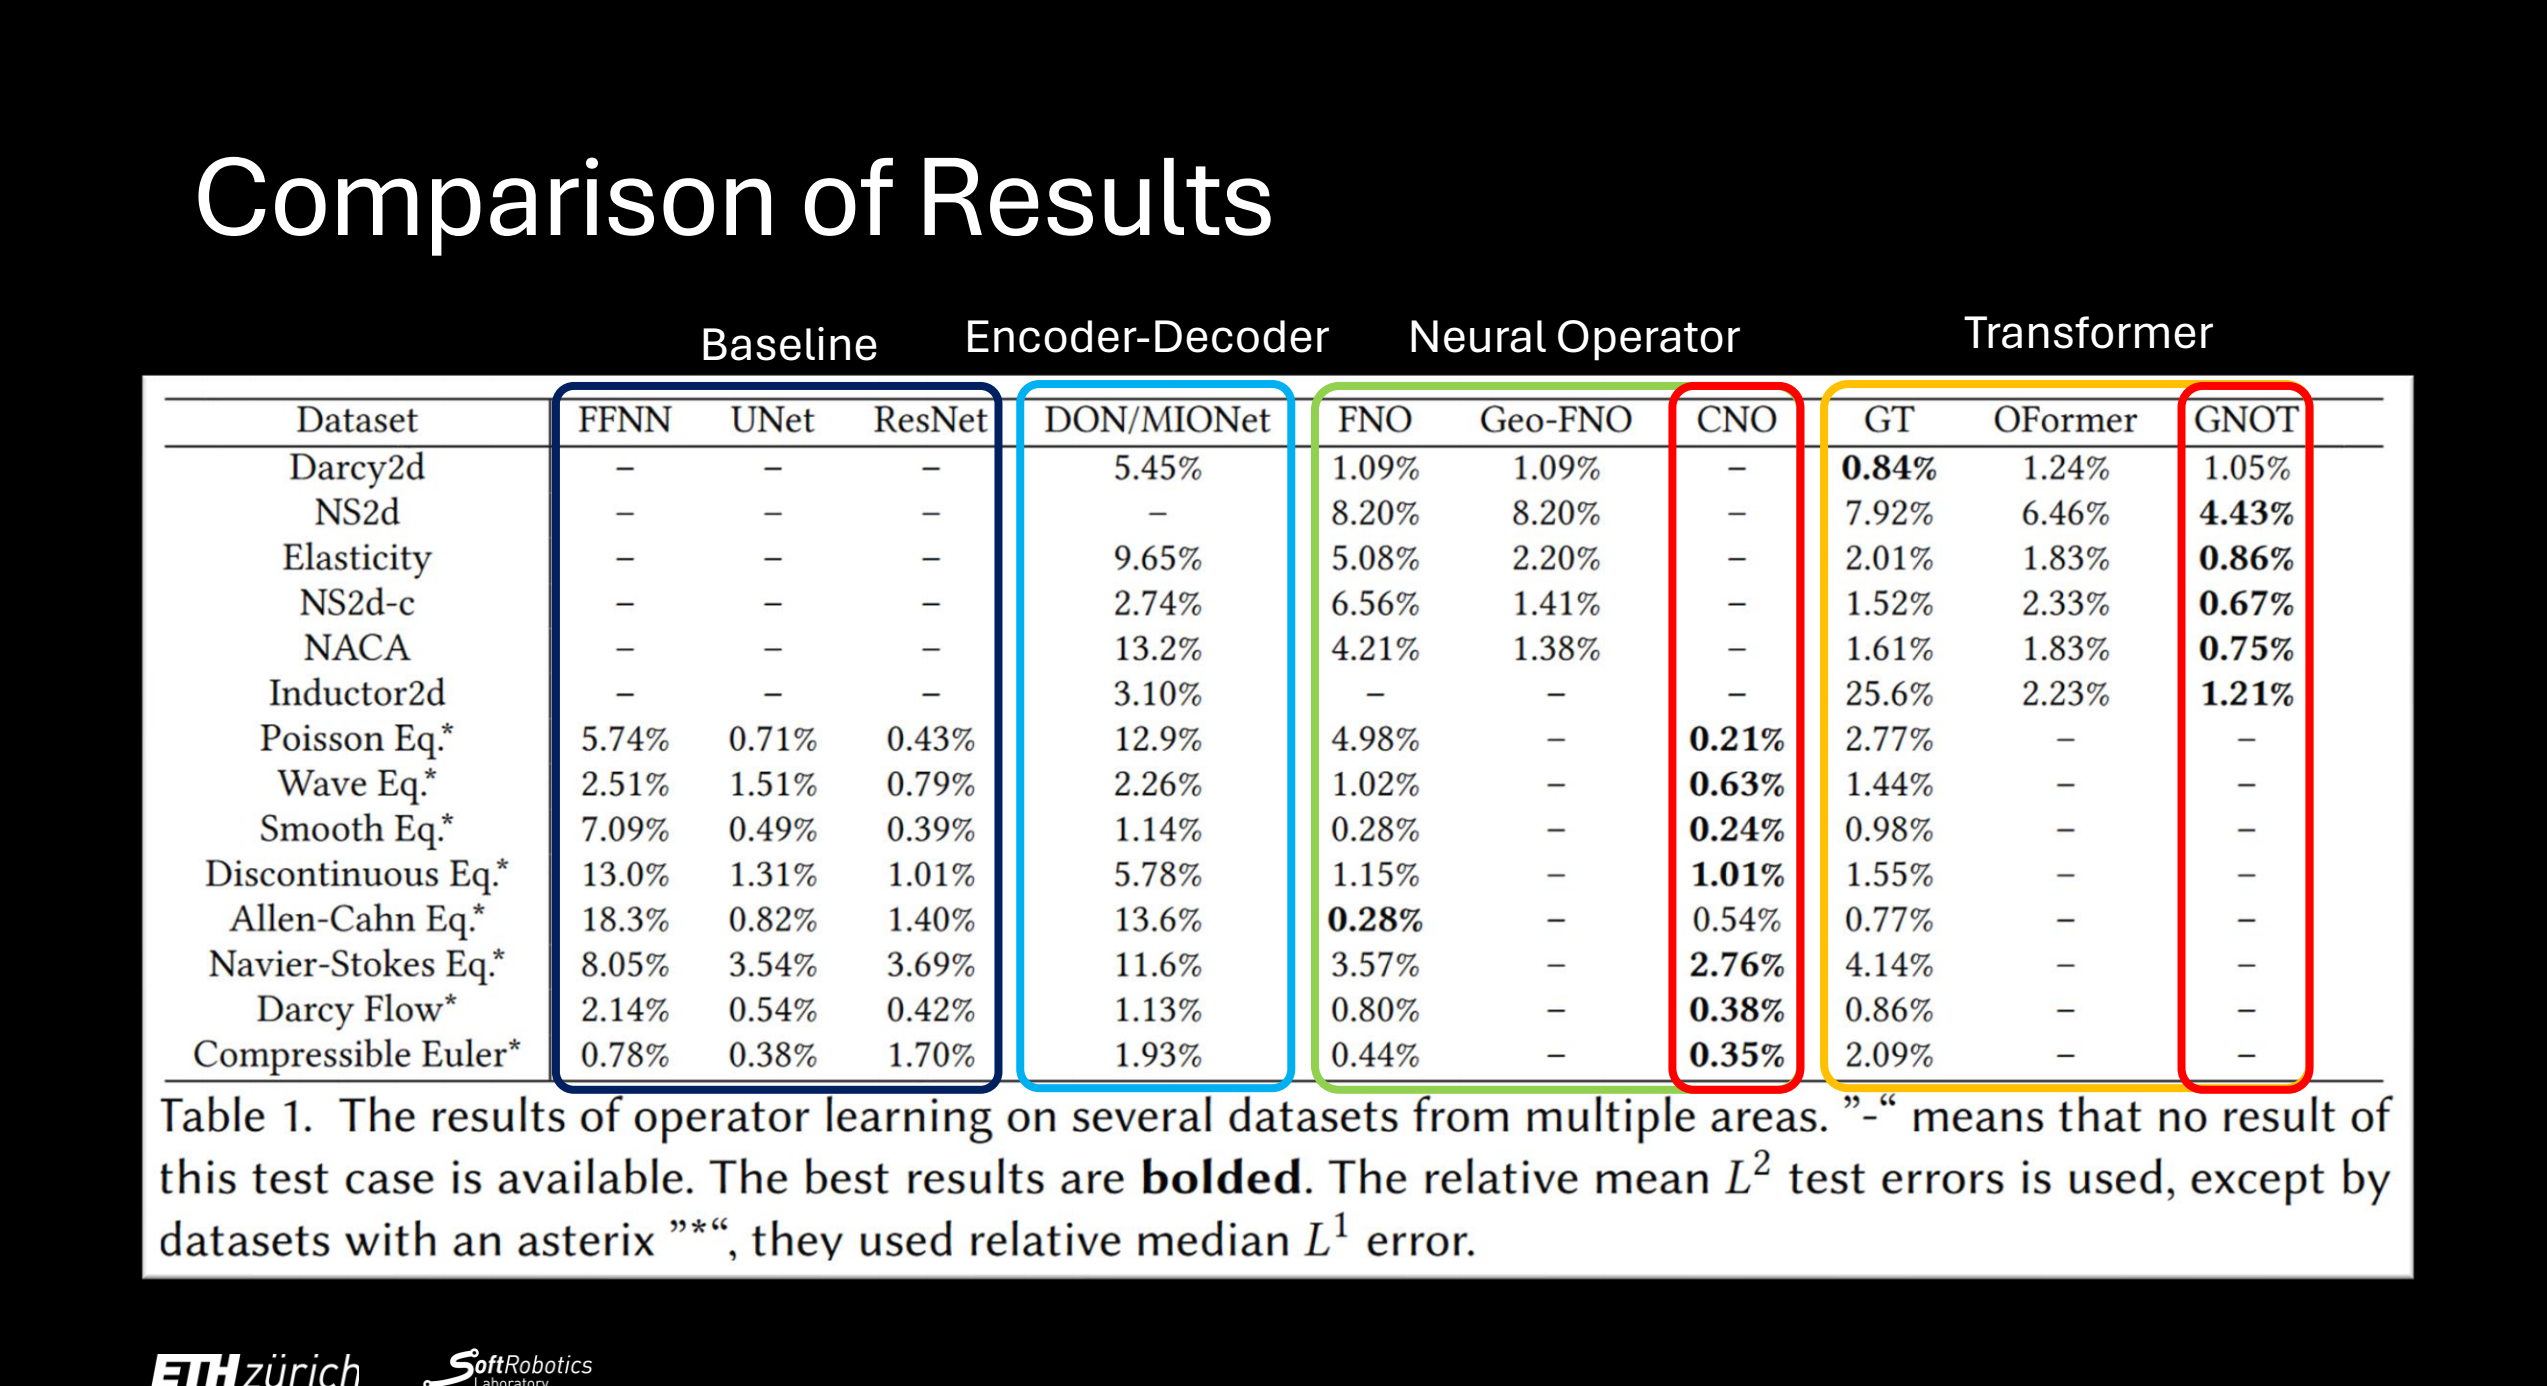 Comparison of Results
Baseline Encoder-Decoder Neural Operator Transformer
Dataset FFNN UNet ResNet DON/MIONet FNO Geo-FNO CNO GT OFormer GNOT
Darcy2d – – – 5.45% 1.09% 1.09% – 0.84% 1.24% 1.05%
NS2d – – – – 8.20% 8.20% – 7.92% 6.46% 4.43%
Elasticity – – – 9.65% 5.08% 2.20% – 2.01% 1.83% 0.86%
NS2d-c – – – 2.74% 6.56% 1.41% – 1.52% 2.33% 0.67%
NACA – – – 13.2% 4.21% 1.38% – 1.61% 1.83% 0.75%
Inductor2d – – – 3.10% – – – 25.6% 2.23% 1.21%
Poisson Eq.* 5.74% 0.71% 0.43% 12.9% 4.98% – 0.21% 2.77% – –
Wave Eq.* 2.51% 1.51% 0.79% 2.26% 1.02% – 0.63% 1.44% – –
Smooth Eq.* 7.09% 0.49% 0.39% 1.14% 0.28% – 0.24% 0.98% – –
Discontinuous Eq.* 13.0% 1.31% 1.01% 5.78% 1.15% – 1.01% 1.55% – –
Allen-Cahn Eq.* 18.3% 0.82% 1.40% 13.6% 0.28% – 0.54% 0.77% – –
Navier-Stokes Eq.* 8.05% 3.54% 3.69% 11.6% 3.57% – 2.76% 4.14% – –
Darcy Flow* 2.14% 0.54% 0.42% 1.13% 0.80% – 0.38% 0.86% – –
Compressible Euler* 0.78% 0.38% 1.70% 1.93% 0.44% – 0.35% 2.09% – –
Table 1. The results of operator learning on several datasets from multiple areas. ”-“ means that no result of
this test case is available. The best results are bolded. The relative mean L² test errors is used, except by
datasets with an asterix ”*“, they used relative median L¹ error.
ETH zürich SoftRobotics
Laboratory